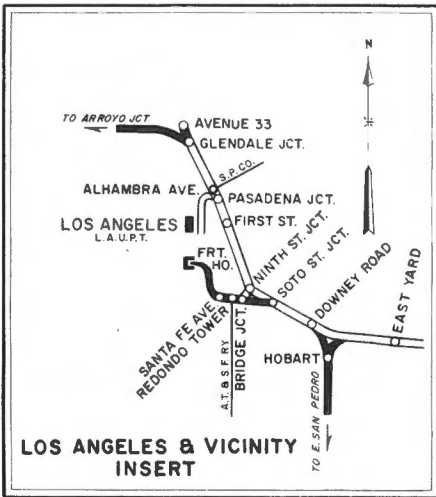 N
TO ARROYO JCT.
AVENUE 33
GLENDALE JCT.
S.P.CO.
ALHAMBRA AVE.
PASADENA JCT.
LOS ANGELES
L.A.U.P.T.
FIRST ST.
FRT.
HO.
NINTH ST. JCT.
SOTO ST. JCT.
DOWNEY ROAD
EAST YARD
SANTA FE AVE.
REDONDO TOWER
A.T.& S.F.RY
BRIDGE JCT.
HOBART
TO E. SAN PEDRO
LOS ANGELES & VICINITY
INSERT